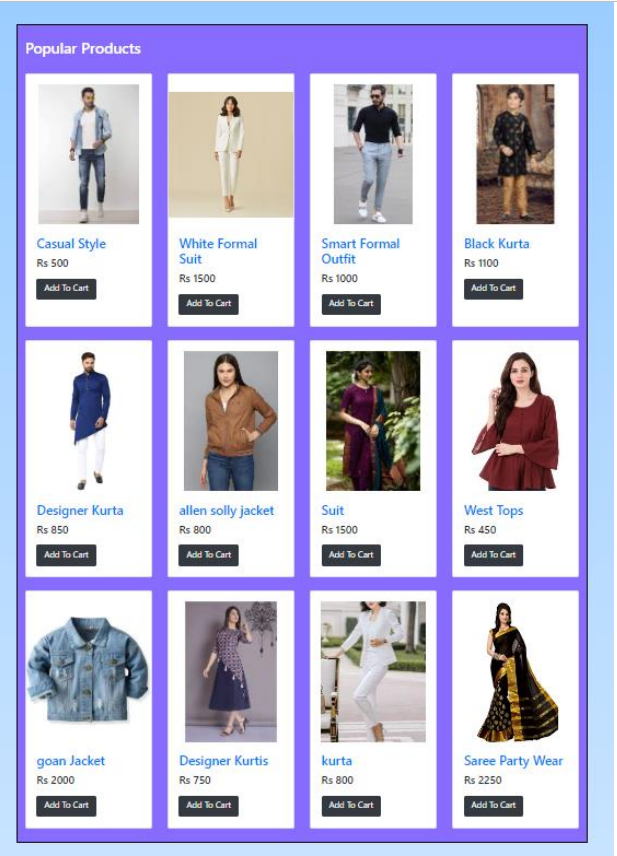 Popular Products
Casual Style
Rs 500
Add To Cart
White Formal
Suit
Rs 1500
Add To Cart
Smart Formal
Outfit
Rs 1000
Add To Cart
Black Kurta
Rs 1100
Add To Cart
Designer Kurta
Rs 850
Add To Cart
allen solly jacket
Rs 800
Add To Cart
Suit
Rs 1500
Add To Cart
West Tops
Rs 450
Add To Cart
goan Jacket
Rs 2000
Add To Cart
Designer Kurtis
Rs 750
Add To Cart
kurta
Rs 800
Add To Cart
Saree Party Wear
Rs 2250
Add To Cart